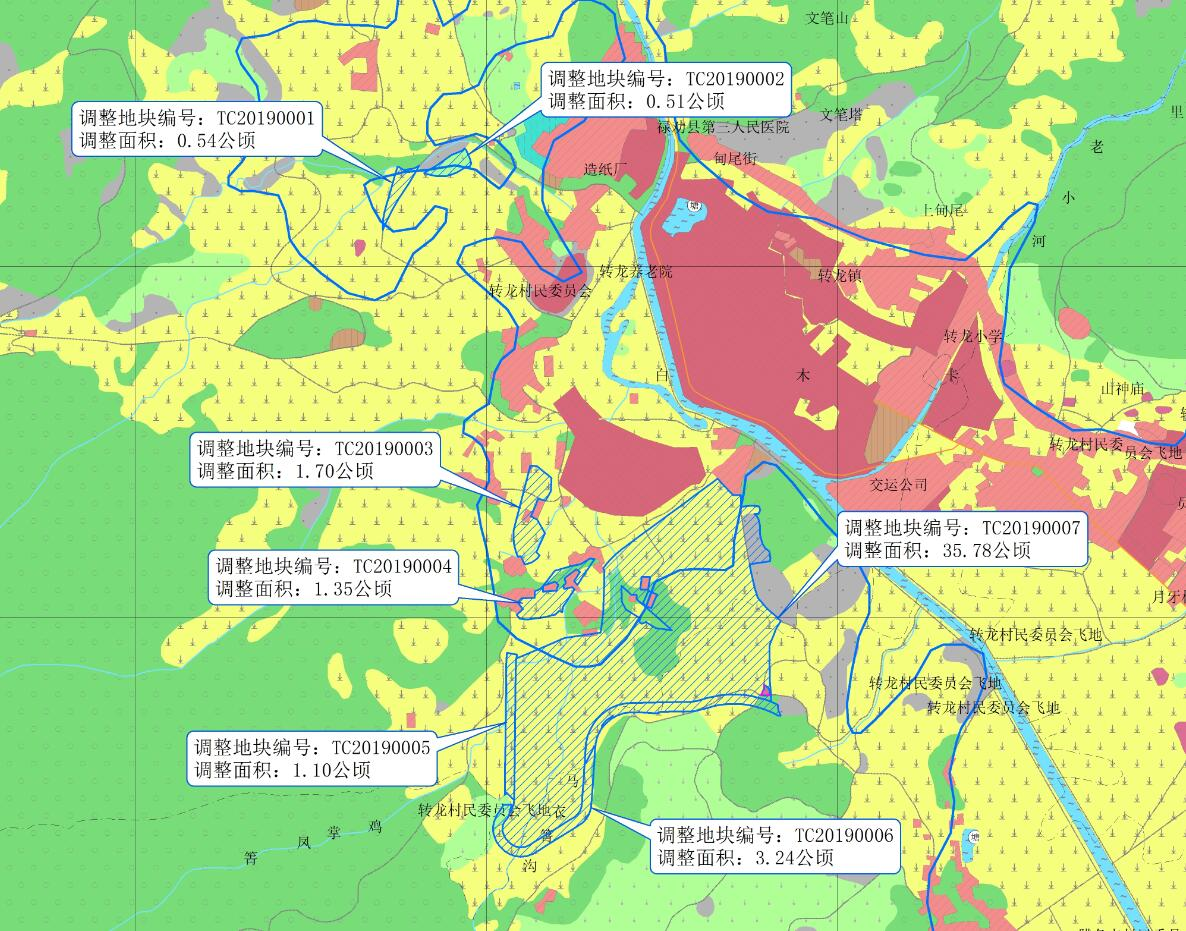 文笔山
调整地块编号：TC20190002
调整面积：0.51公顷
调整地块编号：TC20190001
调整面积：0.54公顷
里
文笔塔
禄劝县第三人民医院
老
甸尾街
造纸厂
小
塘
上甸尾
河
转龙养老院
转龙镇
转龙村民委员会
转龙小学
白
木
卡
山神庙
转龙村民委
员会飞地
调整地块编号：TC20190003
调整面积：1.70公顷
交运公司
调整地块编号：TC20190007
调整面积：35.78公顷
调整地块编号：TC20190004
调整面积：1.35公顷
转龙村民委员会飞地
转龙村民委员会飞地
转龙村民委员会飞地
调整地块编号：TC20190005
调整面积：1.10公顷
马
转龙村民委员会飞地
衣
箐
沟
鸡
掌
凤
箐
塘
调整地块编号：TC20190006
调整面积：3.24公顷